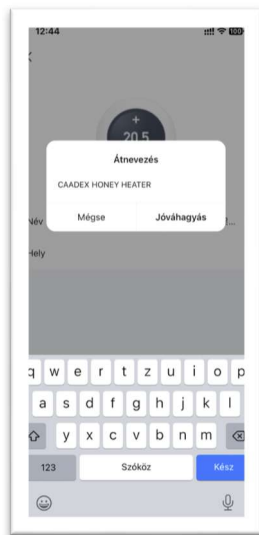 12:44
100
+
20.5
Átnevezés
CAADEX HONEY HEATER
Név
Mégse
Jóváhagyás
Hely
q w e r t z u i o p
a s d f g h j k l
y x c v b n m
123
Szóköz
Kész